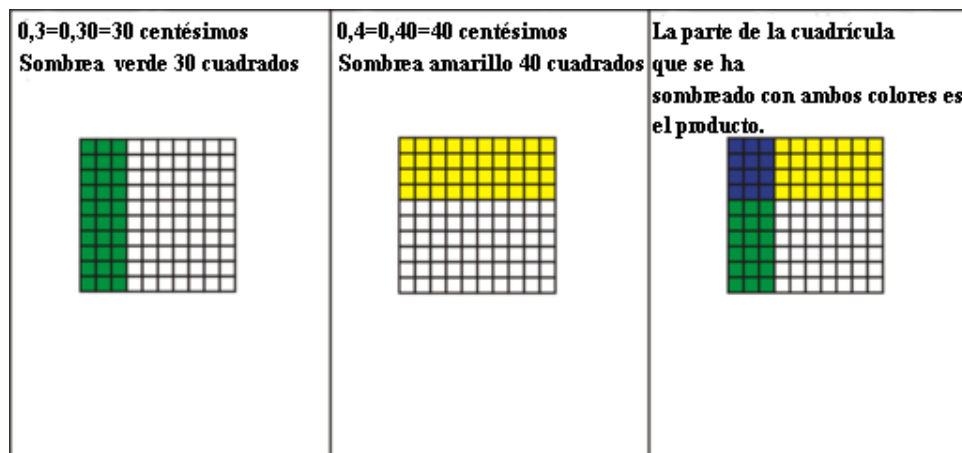 0,3=0,30=30 centésimos
Sombrea verde 30 cuadrados
0,4=0,40=40 centésimos
Sombrea amarillo 40 cuadrados
La parte de la cuadrícula
que se ha
sombreado con ambos colores es
el producto.